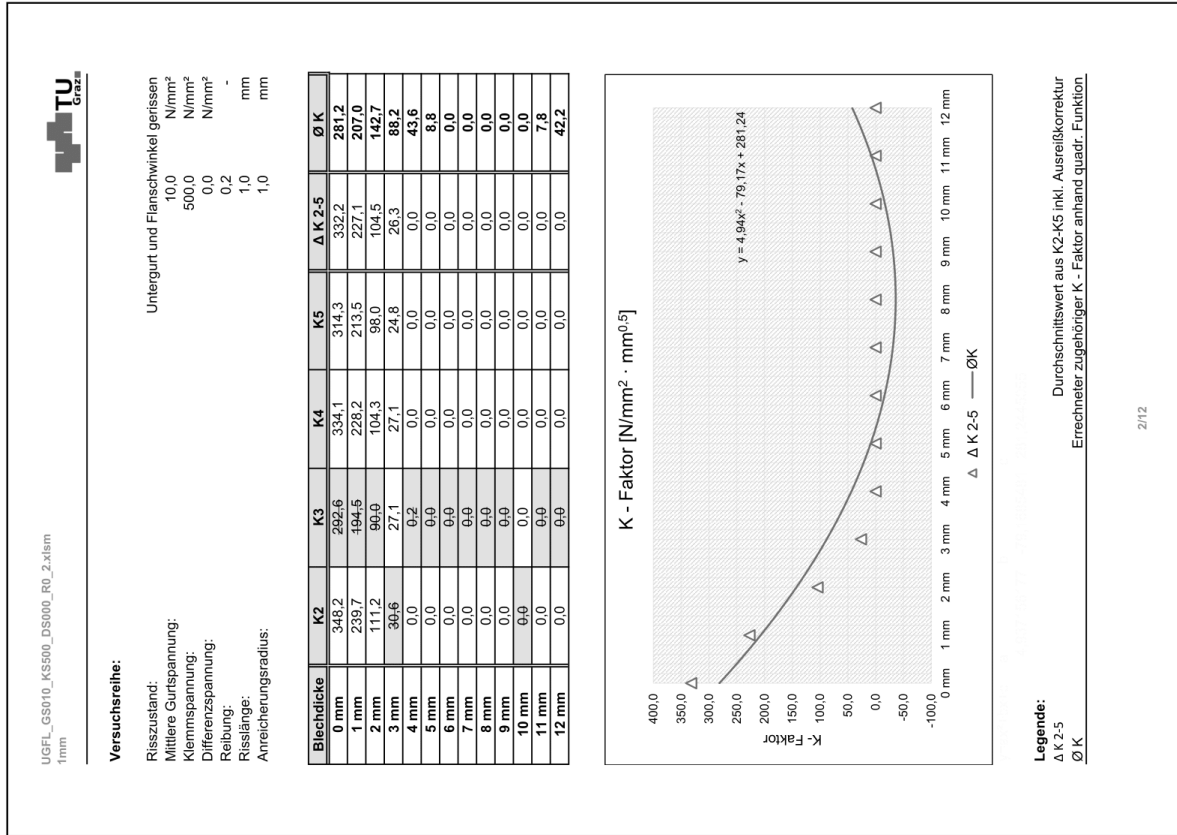 UGFL_GS010_KS500_DS000_R0_2.xlsm
1mm
TU
Graz
Versuchsreihe:
Risszustand: Untergurt und Flanschwinkel gerissen
Mittlere Gurtspannung: 10,0 N/mm²
Klemmspannung: 500,0 N/mm²
Differenzspannung: 0,0 N/mm²
Reibung: 0,2 -
Risslänge: 1,0 mm
Anreicherungsradius: 1,0 mm
Blechdicke K2 K3 K4 K5 Δ K 2-5 Ø K
0 mm 348,2 292,6 334,1 314,3 332,2 281,2
1 mm 239,7 194,5 228,2 213,5 227,1 207,0
2 mm 111,2 90,0 104,3 98,0 104,5 142,7
3 mm 30,6 27,1 27,1 24,8 26,3 88,2
4 mm 0,0 0,2 0,0 0,0 0,0 43,6
5 mm 0,0 0,0 0,0 0,0 0,0 8,8
6 mm 0,0 0,0 0,0 0,0 0,0 0,0
7 mm 0,0 0,0 0,0 0,0 0,0 0,0
8 mm 0,0 0,0 0,0 0,0 0,0 0,0
9 mm 0,0 0,0 0,0 0,0 0,0 0,0
10 mm 0,0 0,0 0,0 0,0 0,0 0,0
11 mm 0,0 0,0 0,0 0,0 0,0 7,8
12 mm 0,0 0,0 0,0 0,0 0,0 42,2
K - Faktor [N/mm² · mm⁰,⁵]
400,0
350,0
300,0
250,0
200,0
150,0
100,0
50,0
0,0
-50,0
-100,0
K- Faktor
y = 4,94x² - 79,17x + 281,24
0 mm 1 mm 2 mm 3 mm 4 mm 5 mm 6 mm 7 mm 8 mm 9 mm 10 mm 11 mm 12 mm
Δ K 2-5 ØK
Legende:
Δ K 2-5 Durchschnittswert aus K2-K5 inkl. Ausreißkorrektur
Ø K Errechneter zugehöriger K - Faktor anhand quadr. Funktion
2/12